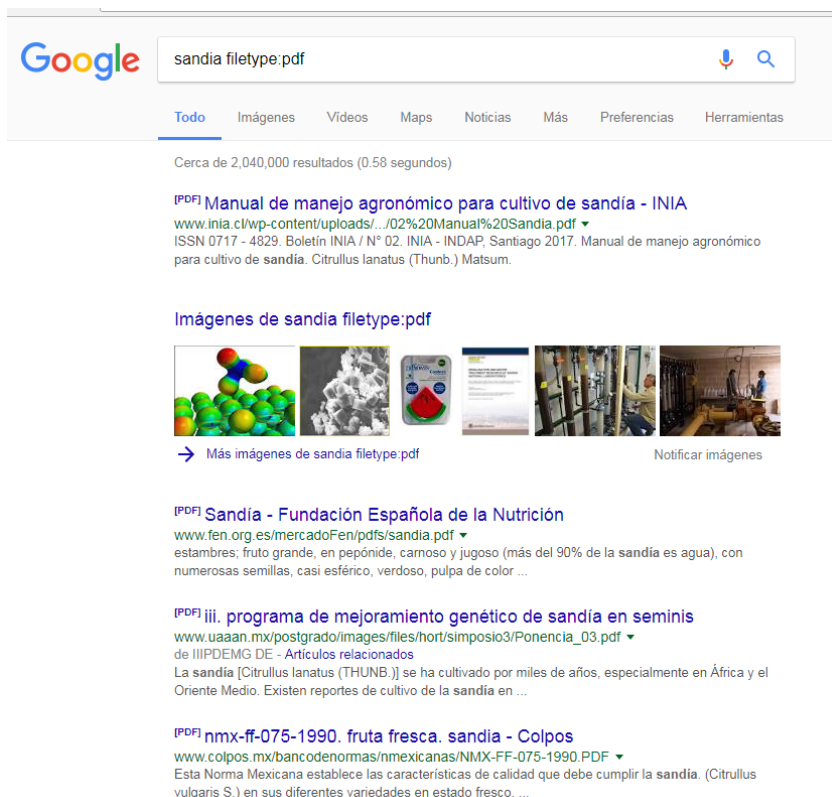 Google
sandia filetype:pdf
Todo Imágenes Vídeos Maps Noticias Más Preferencias Herramientas
Cerca de 2,040,000 resultados (0.58 segundos)
[PDF] Manual de manejo agronómico para cultivo de sandía - INIA
www.inia.cl/wp-content/uploads/.../02%20Manual%20Sandia.pdf
ISSN 0717 - 4829. Boletín INIA / N° 02. INIA - INDAP, Santiago 2017. Manual de manejo agronómico
para cultivo de sandía. Citrullus lanatus (Thunb.) Matsum.
Imágenes de sandia filetype:pdf
Más imágenes de sandia filetype:pdf Notificar imágenes
[PDF] Sandía - Fundación Española de la Nutrición
www.fen.org.es/mercadoFen/pdfs/sandia.pdf
estambres; fruto grande, en pepónide, carnoso y jugoso (más del 90% de la sandía es agua), con
numerosas semillas, casi esférico, verdoso, pulpa de color ...
[PDF] iii. programa de mejoramiento genético de sandía en seminis
www.uaaan.mx/postgrado/images/files/hort/simposio3/Ponencia_03.pdf
de IIIPDEMG DE - Artículos relacionados
La sandía [Citrullus lanatus (THUNB.)] se ha cultivado por miles de años, especialmente en África y el
Oriente Medio. Existen reportes de cultivo de la sandía en ...
[PDF] nmx-ff-075-1990. fruta fresca. sandia - Colpos
www.colpos.mx/bancodenormas/nmexicanas/NMX-FF-075-1990.PDF
Esta Norma Mexicana establece las características de calidad que debe cumplir la sandía. (Citrullus
vulgaris S.) en sus diferentes variedades en estado fresco. ...